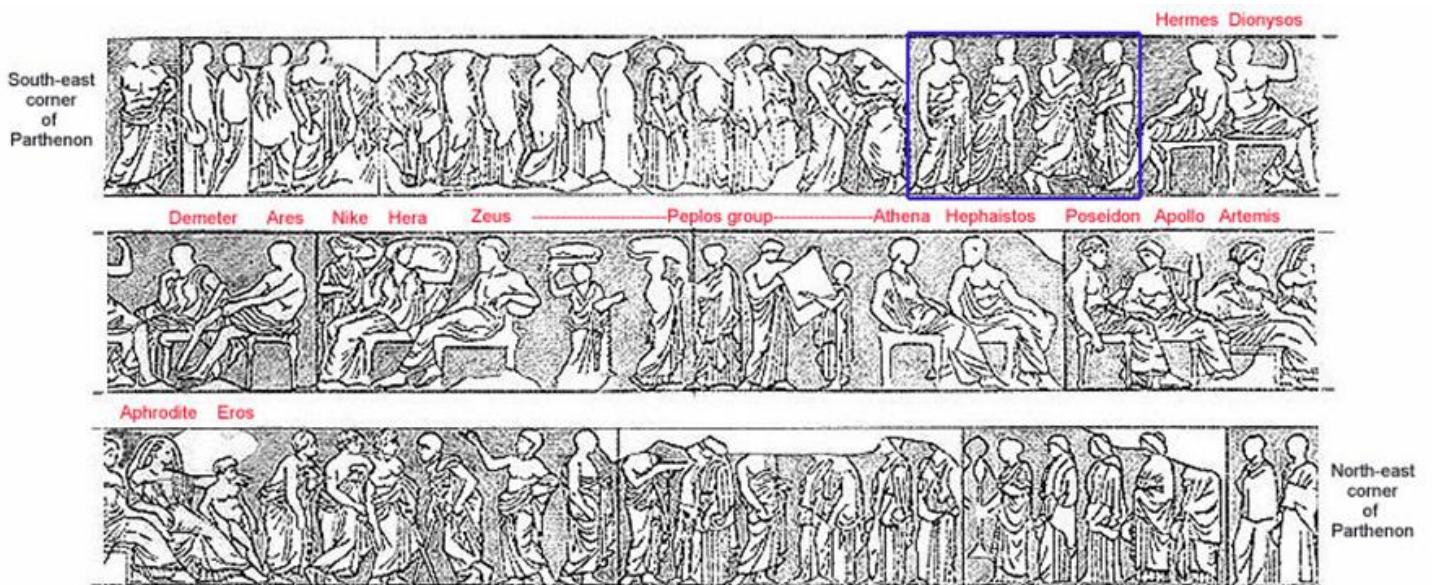 Hermes Dionysos
South-east
corner
of
Parthenon
Demeter Ares Nike Hera Zeus ----------------------Peplos group---------------- Athena Hephaistos Poseidon Apollo Artemis
Aphrodite Eros
North-east
corner
of
Parthenon